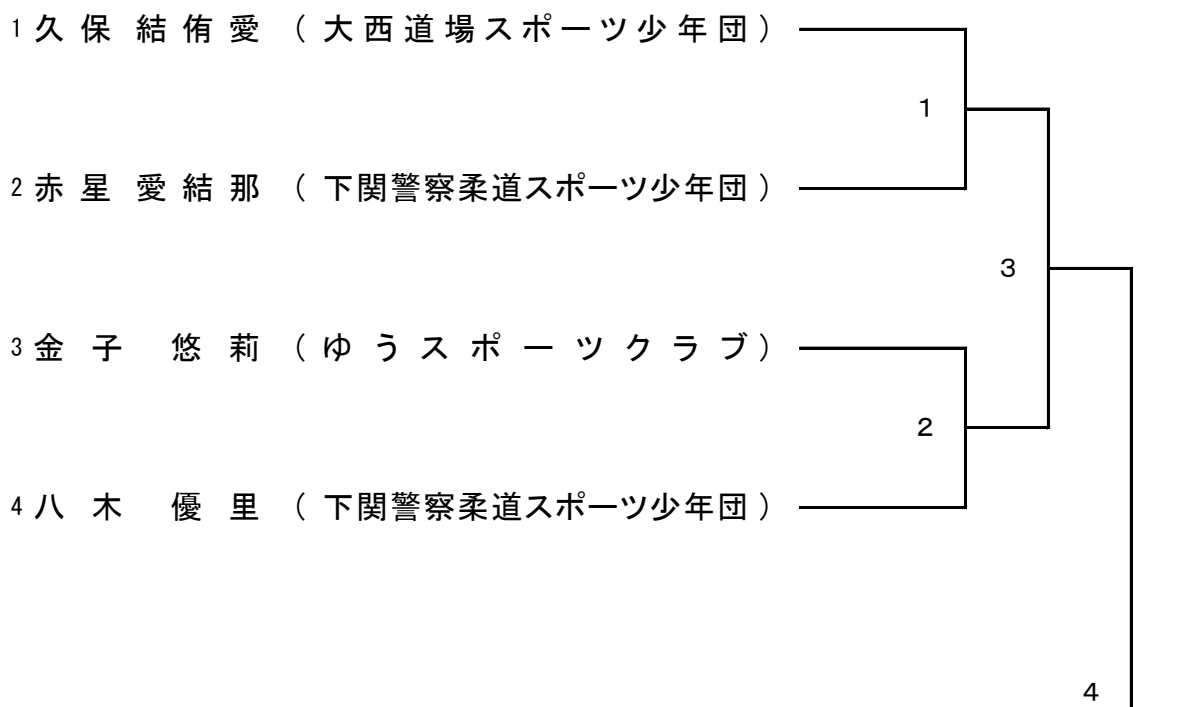 1 久保 結侑愛 (大西道場スポーツ少年団)
1
2 赤星 愛結那 (下関警察柔道スポーツ少年団)
3
3 金子 悠莉 (ゆうスポーツクラブ)
2
4 八木 優里 (下関警察柔道スポーツ少年団)
4